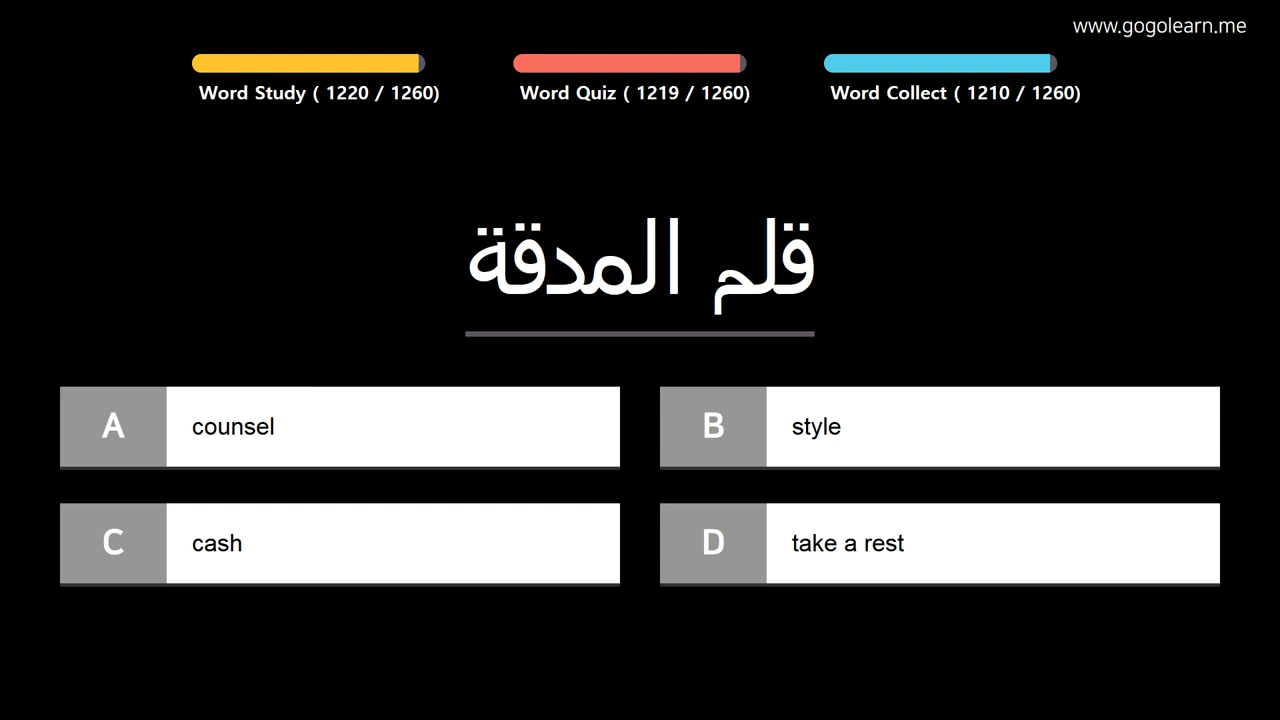 www.gogolearn.me
Word Study ( 1220 / 1260)
Word Quiz ( 1219 / 1260)
Word Collect ( 1210 / 1260)
قلم المدقة
A counsel
B style
C cash
D take a rest